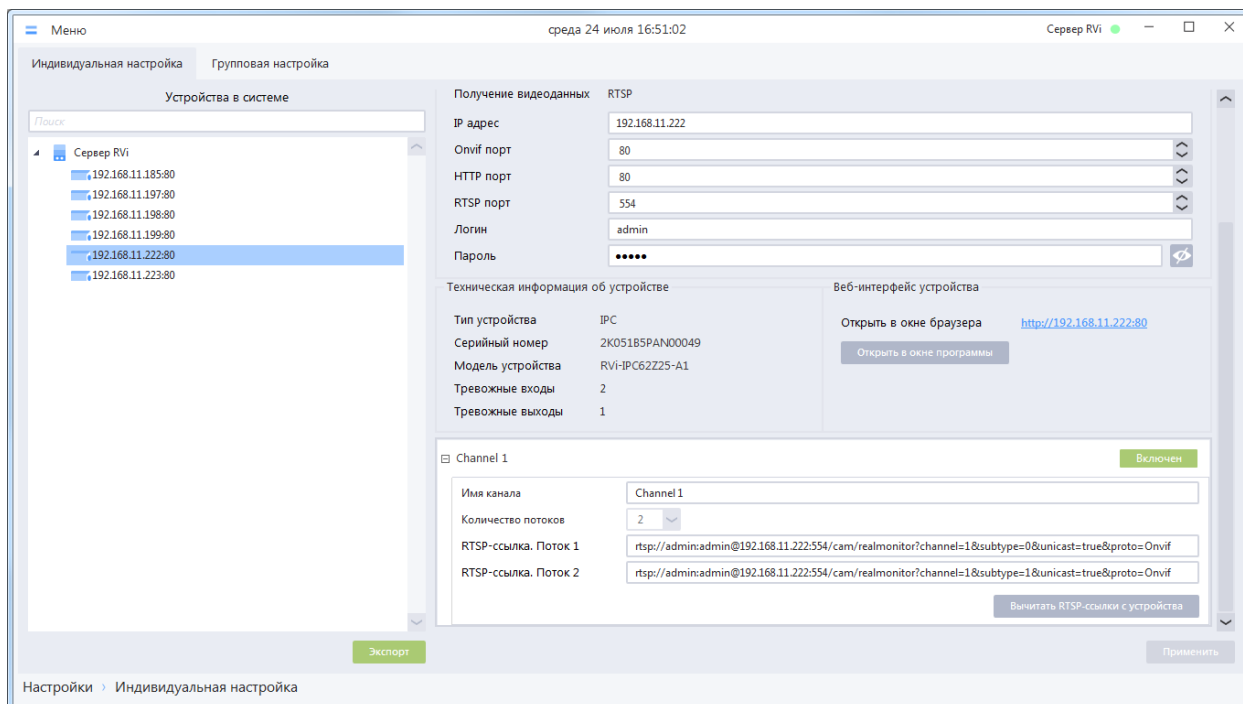 Меню
среда 24 июля 16:51:02
Сервер RVi
Индивидуальная настройка
Групповая настройка
Устройства в системе
Поиск
Сервер RVi
192.168.11.185:80
192.168.11.197:80
192.168.11.198:80
192.168.11.199:80
192.168.11.222:80
192.168.11.223:80
Экспорт
Получение видеоданных RTSP
IP адрес 192.168.11.222
Onvif порт 80
HTTP порт 80
RTSP порт 554
Логин admin
Пароль •••••
Техническая информация об устройстве
Тип устройства IPC
Серийный номер 2K051B5PAN00049
Модель устройства RVi-IPC62Z25-A1
Тревожные входы 2
Тревожные выходы 1
Веб-интерфейс устройства
Открыть в окне браузера http://192.168.11.222:80
Открыть в окне программы
Channel 1
Включен
Имя канала Channel 1
Количество потоков 2
RTSP-ссылка. Поток 1 rtsp://admin:admin@192.168.11.222:554/cam/realmonitor?channel=1&subtype=0&unicast=true&proto=Onvif
RTSP-ссылка. Поток 2 rtsp://admin:admin@192.168.11.222:554/cam/realmonitor?channel=1&subtype=1&unicast=true&proto=Onvif
Вычитать RTSP-ссылки с устройства
Применить
Настройки › Индивидуальная настройка